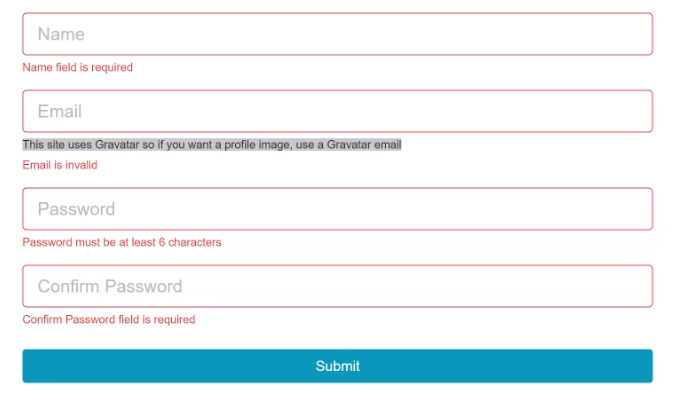 Name
Name field is required
Email
This site uses Gravatar so if you want a profile image, use a Gravatar email
Email is invalid
Password
Password must be at least 6 characters
Confirm Password
Confirm Password field is required
Submit